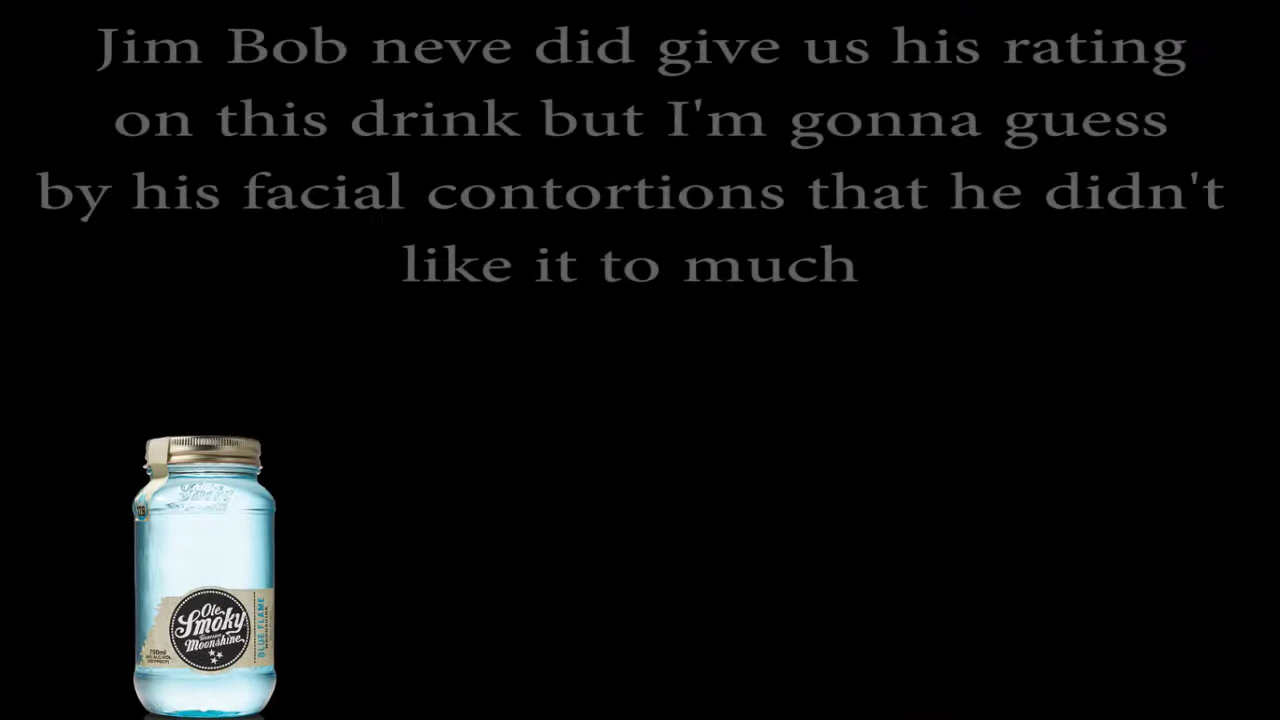 Jim Bob neve did give us his rating
on this drink but I'm gonna guess
by his facial contortions that he didn't
like it to much
Ole
Smoky
Tennessee
Moonshine
BLUE FLAME
750ml